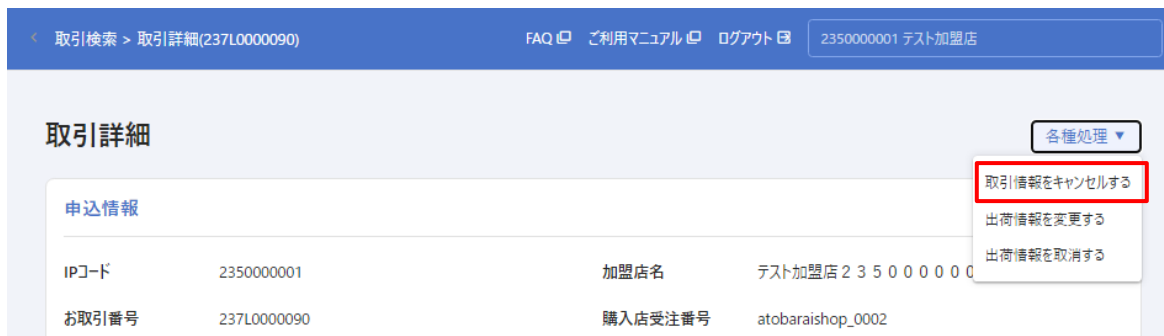 取引検索 > 取引詳細(237L0000090) FAQ ご利用マニュアル ログアウト 2350000001 テスト加盟店
取引詳細 各種処理 ▼
取引情報をキャンセルする
申込情報
出荷情報を変更する
出荷情報を取消する
IPコード 2350000001 加盟店名 テスト加盟店235000000
お取引番号 237L0000090 購入店受注番号 atobaraishop_0002